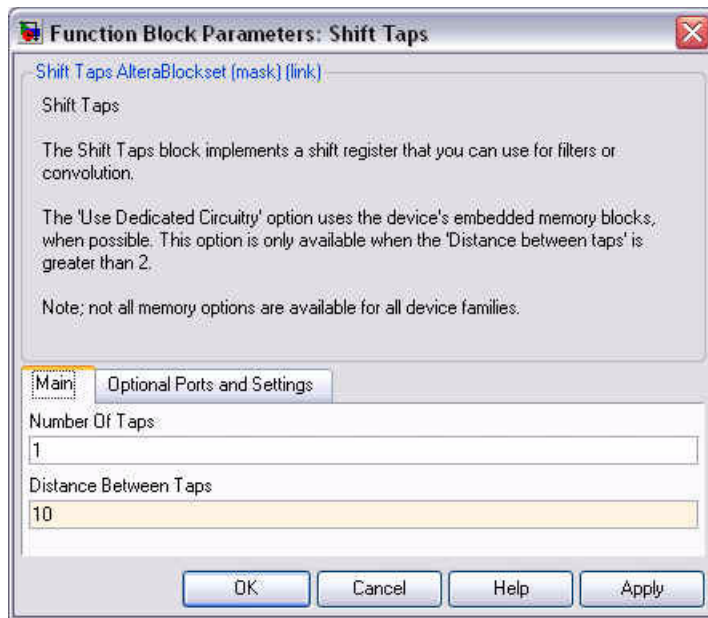 Function Block Parameters: Shift Taps
Shift Taps AlteraBlockset (mask) (link)
Shift Taps
The Shift Taps block implements a shift register that you can use for filters or
convolution.
The 'Use Dedicated Circuitry' option uses the device's embedded memory blocks,
when possible. This option is only available when the 'Distance between taps' is
greater than 2.
Note; not all memory options are available for all device families.
Main
Optional Ports and Settings
Number Of Taps
1
Distance Between Taps
10
OK
Cancel
Help
Apply